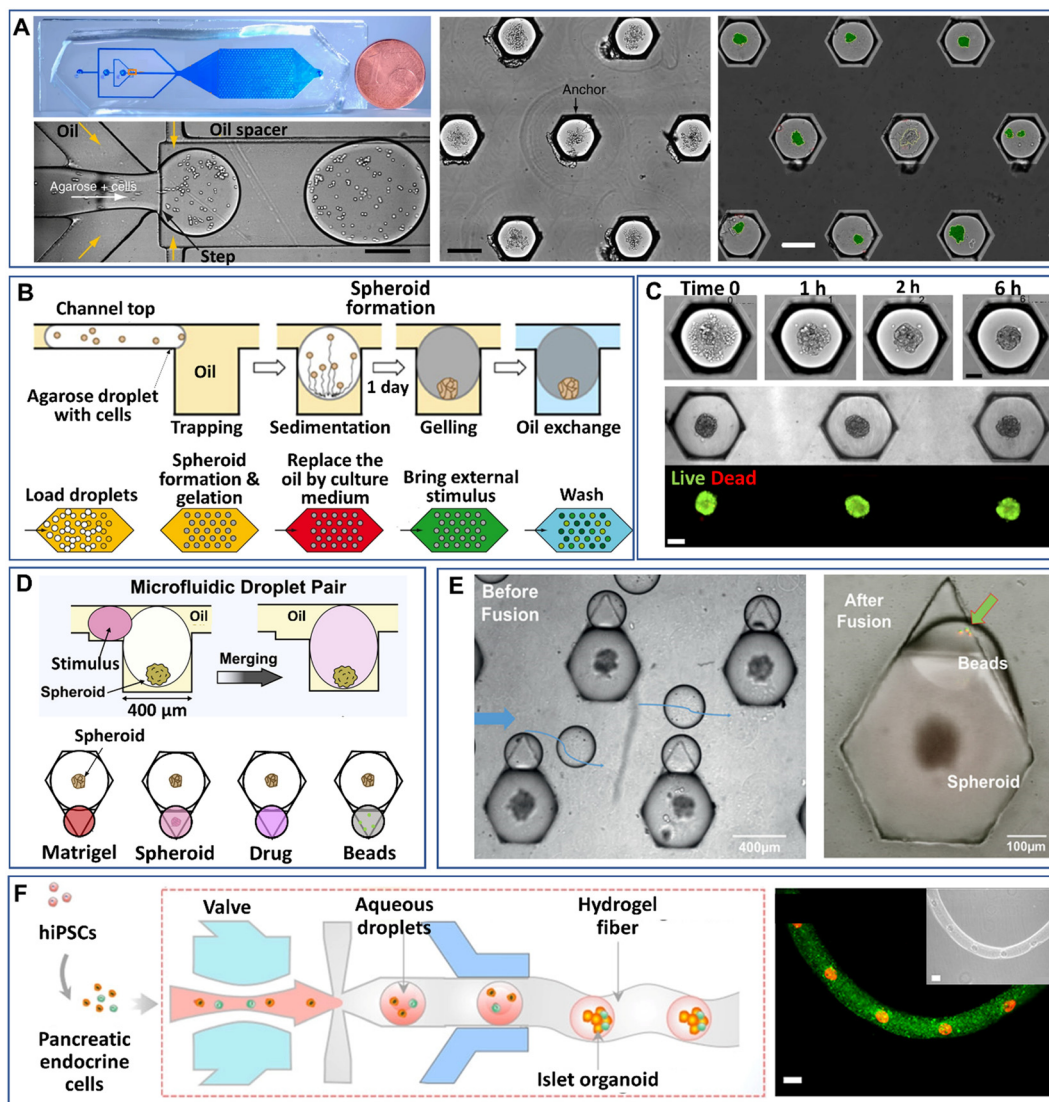 A
Oil
Oil spacer
Agarose + cells
Step
Anchor
B
Channel top
Spheroid
formation
Oil
1 day
Agarose droplet
with cells
Trapping
Sedimentation
Gelling
Oil exchange
Load droplets
Spheroid
formation
& gelation
Replace the
oil by culture
medium
Bring external
stimulus
Wash
C
Time 0
1 h
2 h
6 h
0
1
2
6
Live Dead
D
Microfluidic Droplet Pair
Oil
Oil
Stimulus
Merging
Spheroid
400 µm
Spheroid
Matrigel
Spheroid
Drug
Beads
E
Before
Fusion
400µm
After
Fusion
Beads
Spheroid
100µm
F
hiPSCs
Pancreatic
endocrine
cells
Valve
Aqueous
droplets
Hydrogel
fiber
Islet organoid